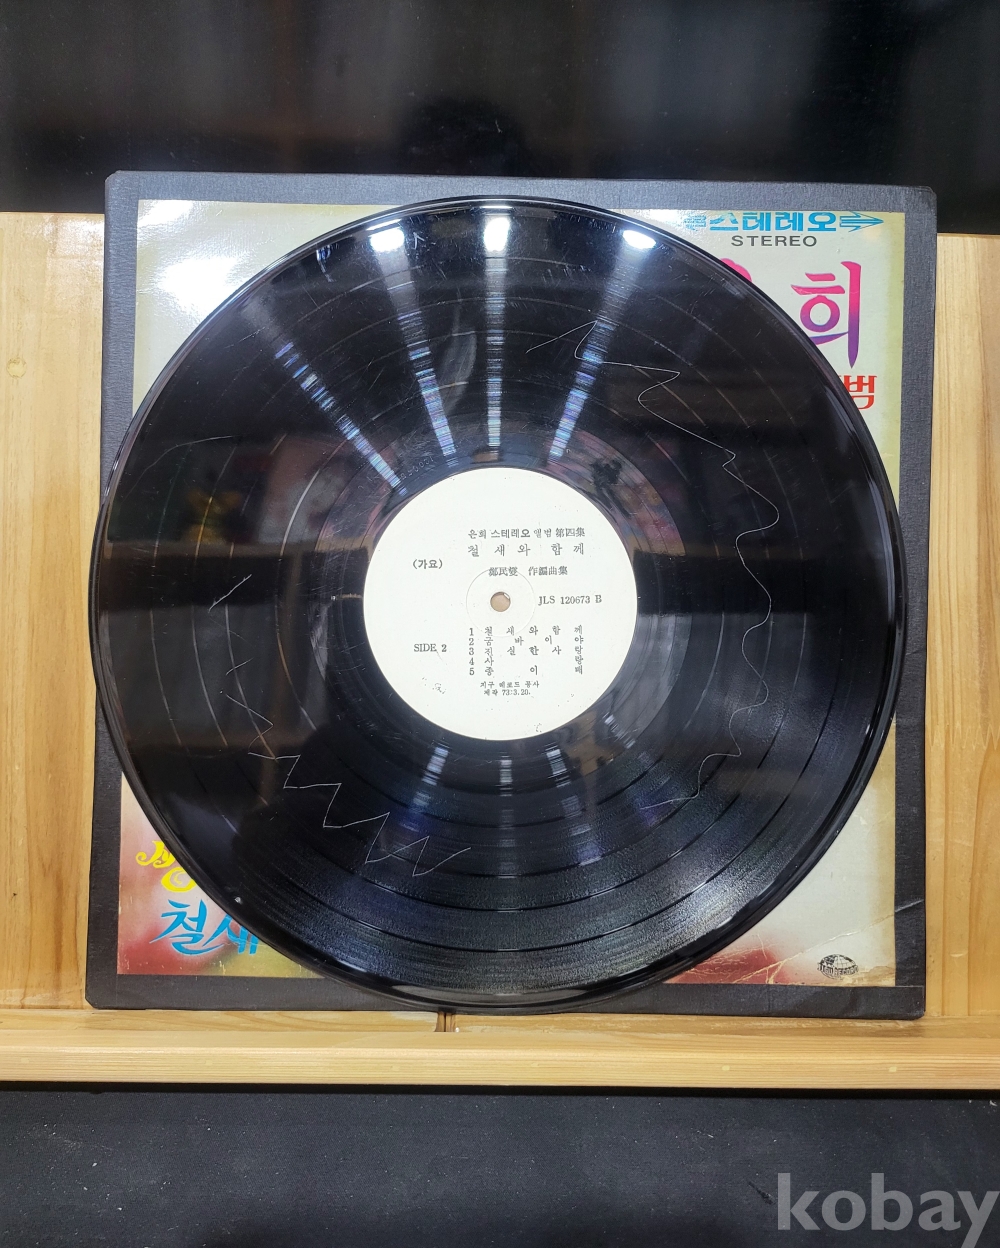 스테레오
STEREO
희
범
은희 스테레오 앨범 第四集
철새와 함께
(가요)
鄭民燮 作編曲集
JLS 120673 B
SIDE 2
1 철새와함께
2 굼바이야
3 진실한사랑
4 사랑
5 종이배
지구 레코드 공사
제작 73.3.20.
철새
kobay